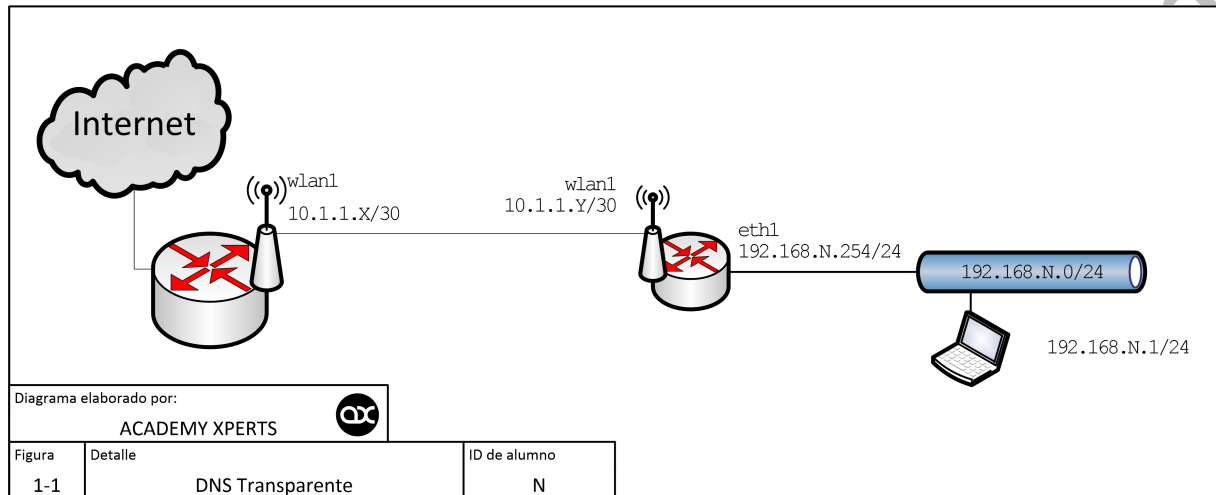 Internet
wlan1
10.1.1.X/30
wlan1
10.1.1.Y/30
eth1
192.168.N.254/24
192.168.N.0/24
192.168.N.1/24
Diagrama elaborado por:
ACADEMY XPERTS
ax
Figura
Detalle
ID de alumno
1-1
DNS Transparente
N